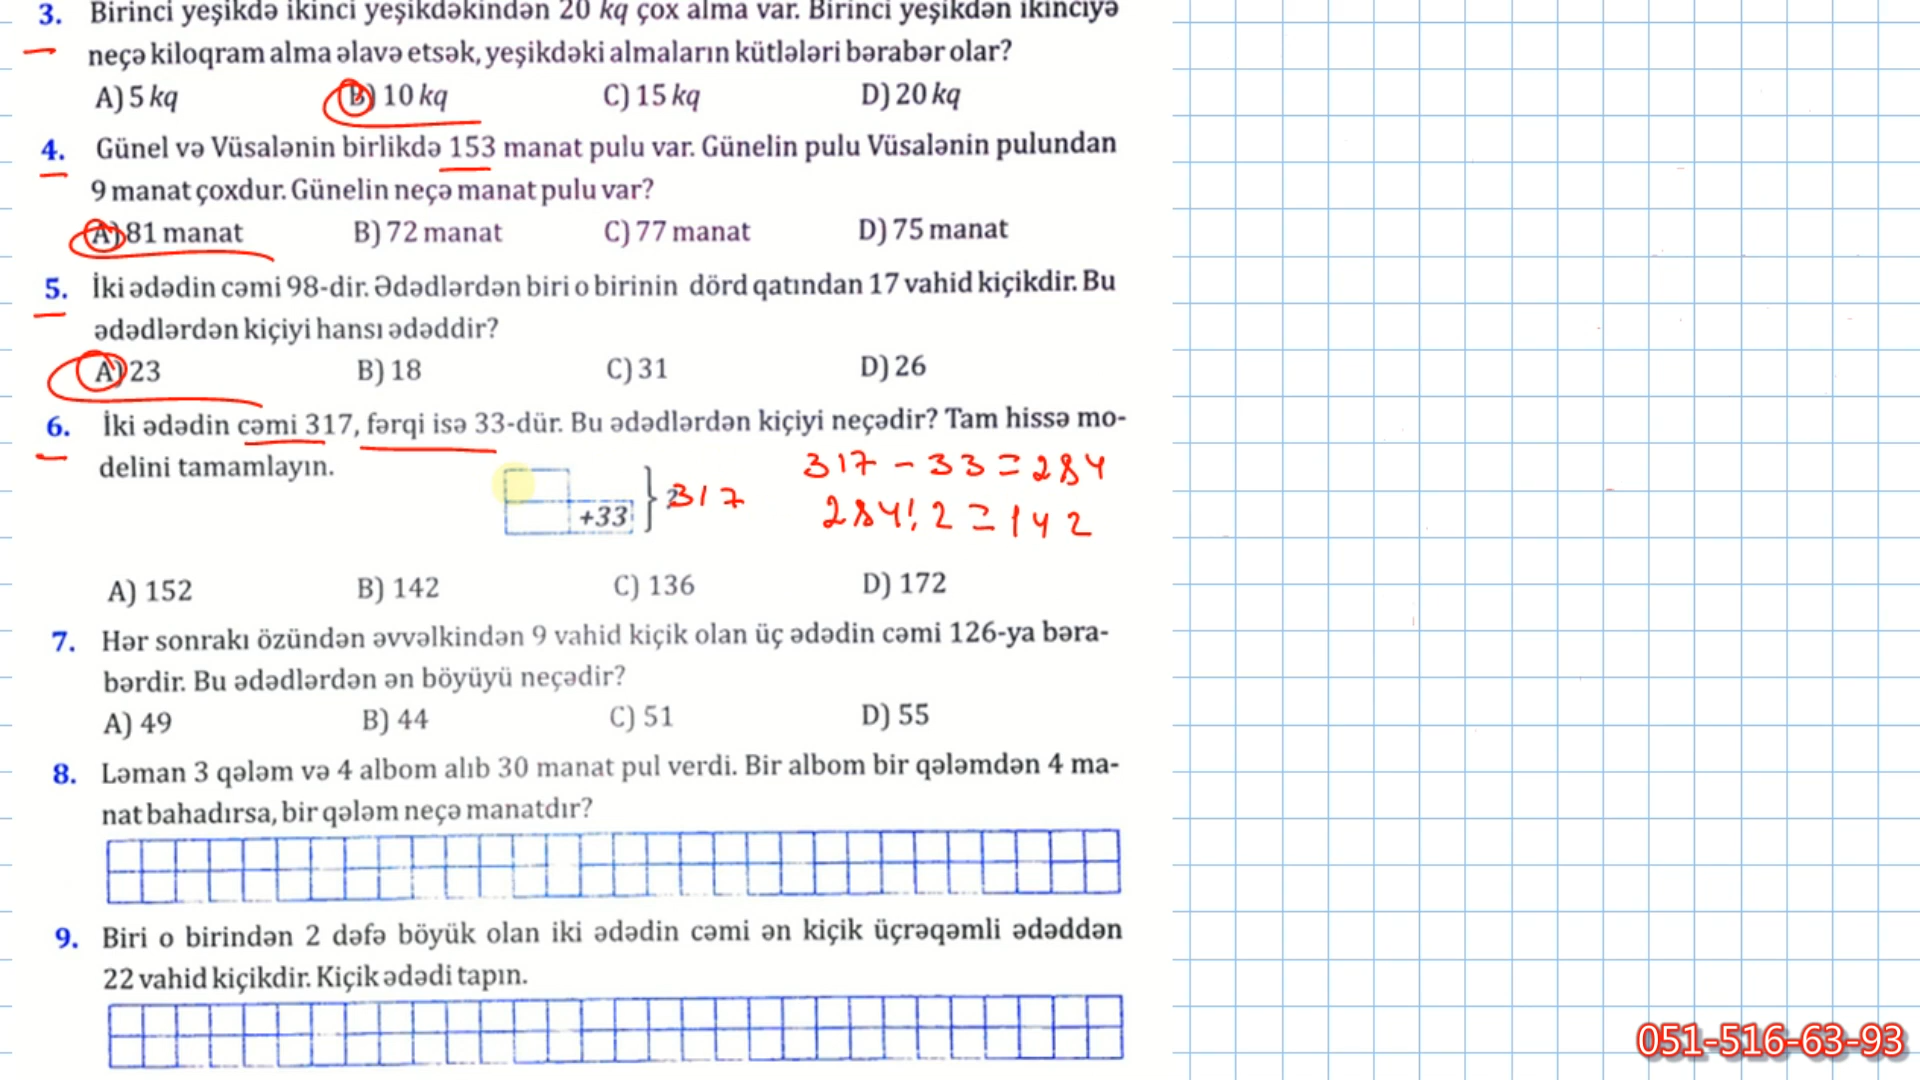 3. Birinci yeşikdə ikinci yeşikdəkindən 20 kq çox alma var. Birinci yeşikdən ikinciyə
neçə kiloqram alma əlavə etsək, yeşikdəki almaların kütlələri bərabər olar?
A) 5 kq B) 10 kq C) 15 kq D) 20 kq
4. Günel və Vüsalənin birlikdə 153 manat pulu var. Günelin pulu Vüsalənin pulundan
9 manat çoxdur. Günelin neçə manat pulu var?
A) 81 manat B) 72 manat C) 77 manat D) 75 manat
5. İki ədədin cəmi 98-dir. Ədədlərdən biri o birinin dörd qatından 17 vahid kiçikdir. Bu
ədədlərdən kiçiyi hansı ədəddir?
A) 23 B) 18 C) 31 D) 26
6. İki ədədin cəmi 317, fərqi isə 33-dür. Bu ədədlərdən kiçiyi neçədir? Tam hissə mo-
delini tamamlayın.
317 - 33 = 284
+33 } 317
284 : 2 = 142
A) 152 B) 142 C) 136 D) 172
7. Hər sonrakı özündən əvvəlkindən 9 vahid kiçik olan üç ədədin cəmi 126-ya bəra-
bərdir. Bu ədədlərdən ən böyüyü neçədir?
A) 49 B) 44 C) 51 D) 55
8. Ləman 3 qələm və 4 albom alıb 30 manat pul verdi. Bir albom bir qələmdən 4 ma-
nat bahadırsa, bir qələm neçə manatdır?
9. Biri o birindən 2 dəfə böyük olan iki ədədin cəmi ən kiçik üçrəqəmli ədəddən
22 vahid kiçikdir. Kiçik ədədi tapın.
051-516-63-93